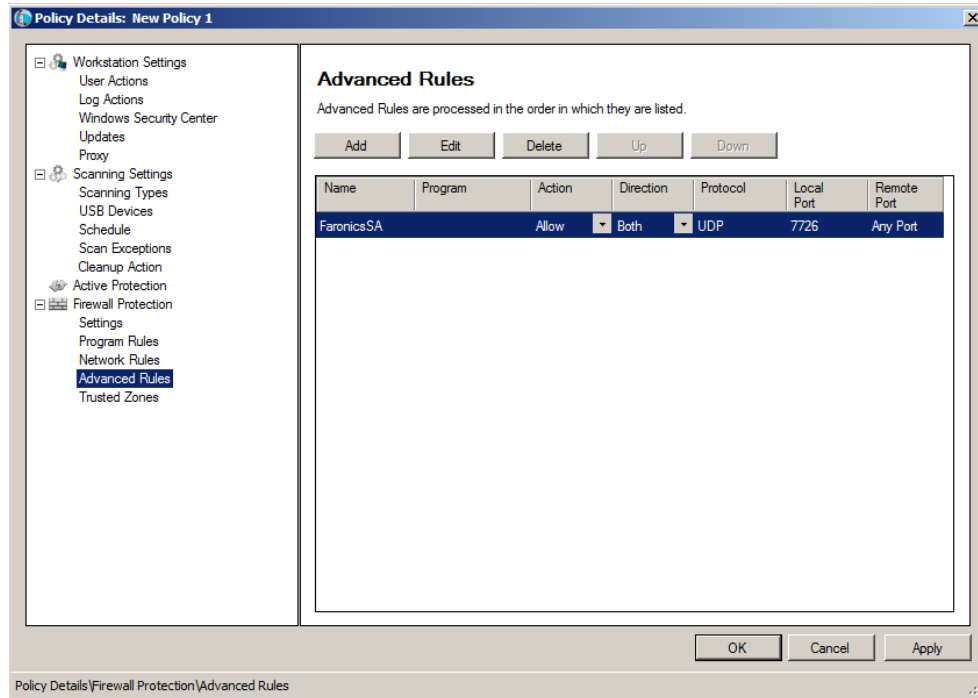 Policy Details: New Policy 1
Workstation Settings
User Actions
Log Actions
Windows Security Center
Updates
Proxy
Scanning Settings
Scanning Types
USB Devices
Schedule
Scan Exceptions
Cleanup Action
Active Protection
Firewall Protection
Settings
Program Rules
Network Rules
Advanced Rules
Trusted Zones
Advanced Rules
Advanced Rules are processed in the order in which they are listed.
Add Edit Delete Up Down
Name Program Action Direction Protocol Local Port Remote Port
FaronicsSA Allow Both UDP 7726 Any Port
OK Cancel Apply
Policy Details\Firewall Protection\Advanced Rules